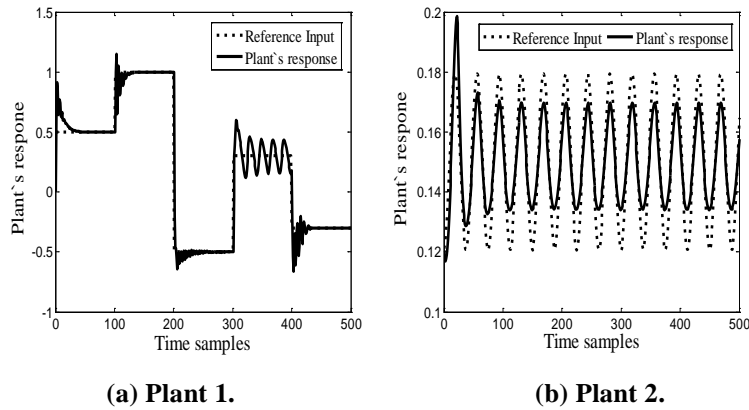 1.5
1
0.5
0
-0.5
-1
0 100 200 300 400 500
Plant`s respone
Time samples
Reference Input
Plant`s response
0.2
0.18
0.16
0.14
0.12
0.1
0 100 200 300 400 500
Plant`s respone
Time samples
Reference Input Plant`s response
(a) Plant 1. (b) Plant 2.